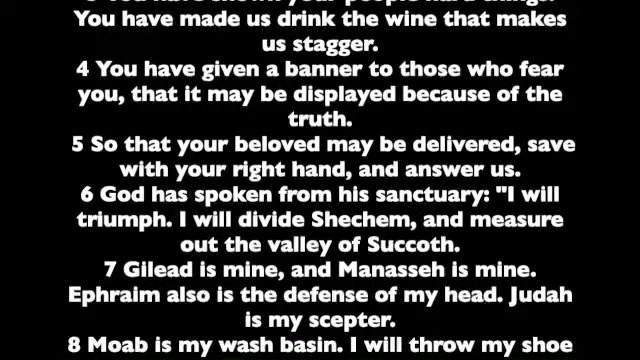 You have made us drink the wine that makes
us stagger.
4 You have given a banner to those who fear
you, that it may be displayed because of the
truth.
5 So that your beloved may be delivered, save
with your right hand, and answer us.
6 God has spoken from his sanctuary: "I will
triumph. I will divide Shechem, and measure
out the valley of Succoth.
7 Gilead is mine, and Manasseh is mine.
Ephraim also is the defense of my head. Judah
is my scepter.
8 Moab is my wash basin. I will throw my shoe